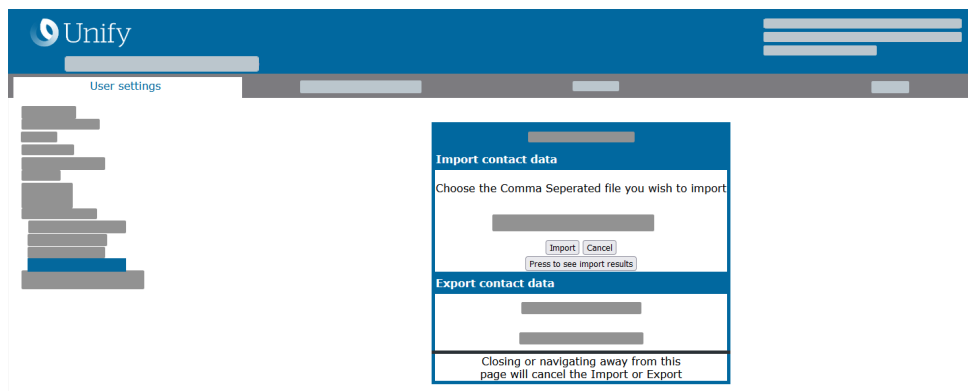 Unify
User settings
Import contact data
Choose the Comma Seperated file you wish to import
Import Cancel
Press to see import results
Export contact data
Closing or navigating away from this
page will cancel the Import or Export